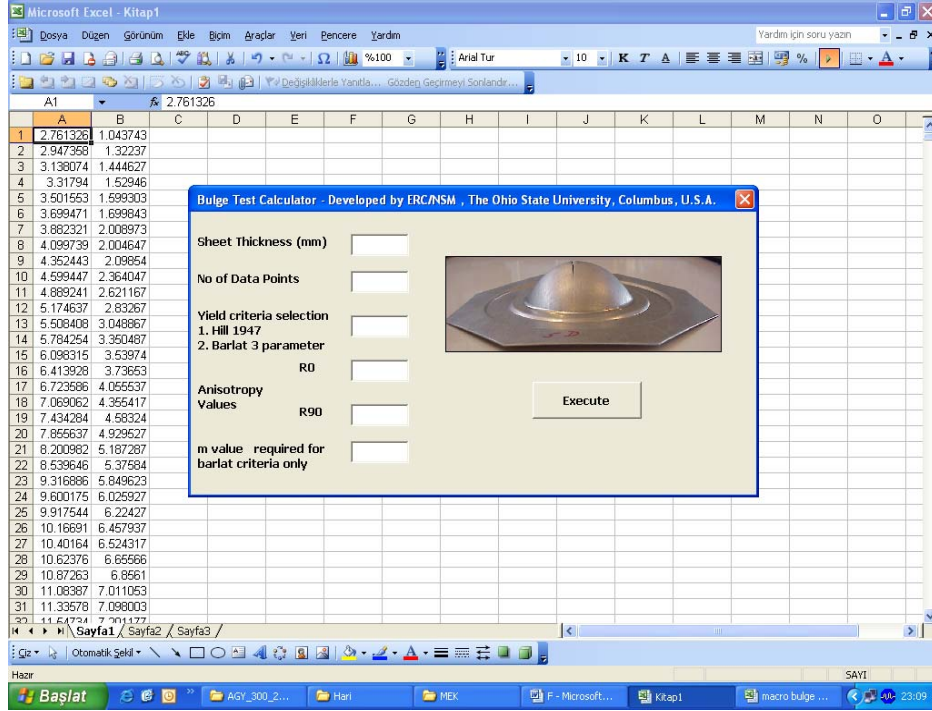 Microsoft Excel - Kitap1
Dosya Düzen Görünüm Ekle Biçim Araçlar Veri Pencere Yardım
Yardım için soru yazın
%100 Arial Tur 10 K T A
Değişikliklerle Yanıtla... Gözden Geçirmeyi Sonlandır...
A1 fx 2.761326
A B C D E F G H I J K L M N O
1 2.761326 1.043743
2 2.947358 1.32237
3 3.138074 1.444627
4 3.31794 1.52946
5 3.501553 1.599303
6 3.699471 1.699843
7 3.882321 2.008973
8 4.099739 2.004647
9 4.352443 2.09854
10 4.599447 2.364047
11 4.889241 2.621167
12 5.174637 2.83267
13 5.508408 3.048867
14 5.784254 3.350487
15 6.098315 3.53974
16 6.413928 3.73653
17 6.723586 4.055537
18 7.069062 4.355417
19 7.434284 4.58324
20 7.855637 4.929527
21 8.200982 5.187287
22 8.539646 5.37584
23 9.316886 5.849623
24 9.600175 6.025927
25 9.917544 6.22427
26 10.16691 6.457937
27 10.40164 6.524317
28 10.62376 6.65566
29 10.87263 6.8561
30 11.08387 7.011053
31 11.33578 7.098003
32 11.64734 7.201177
Bulge Test Calculator - Developed by ERC/NSM , The Ohio State University, Columbus, U.S.A.
Sheet Thickness (mm)
No of Data Points
Yield criteria selection
1. Hill 1947
2. Barlat 3 parameter
R0
Anisotropy
Values
R90
m value required for
barlat criteria only
Execute
Sayfa1 Sayfa2 Sayfa3
Çiz Otomatik Şekil
Hazır
SAYI
Başlat AGY_300_2... Hari MEK F - Microsoft... Kitap1 macro bulge ... 23:09